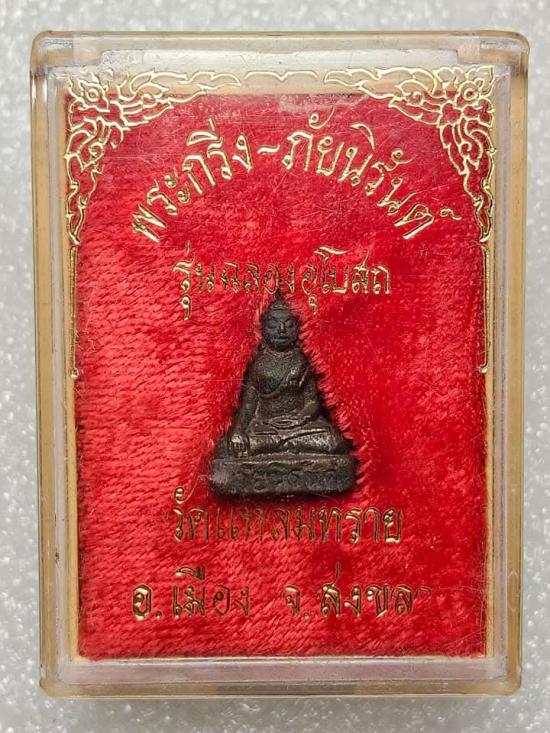 พระกริ่ง-ภัยนิรันต์
รุ่นฉลองอุโบสถ
วัดแหลมทราย
อ.เมือง จ.สงขลา